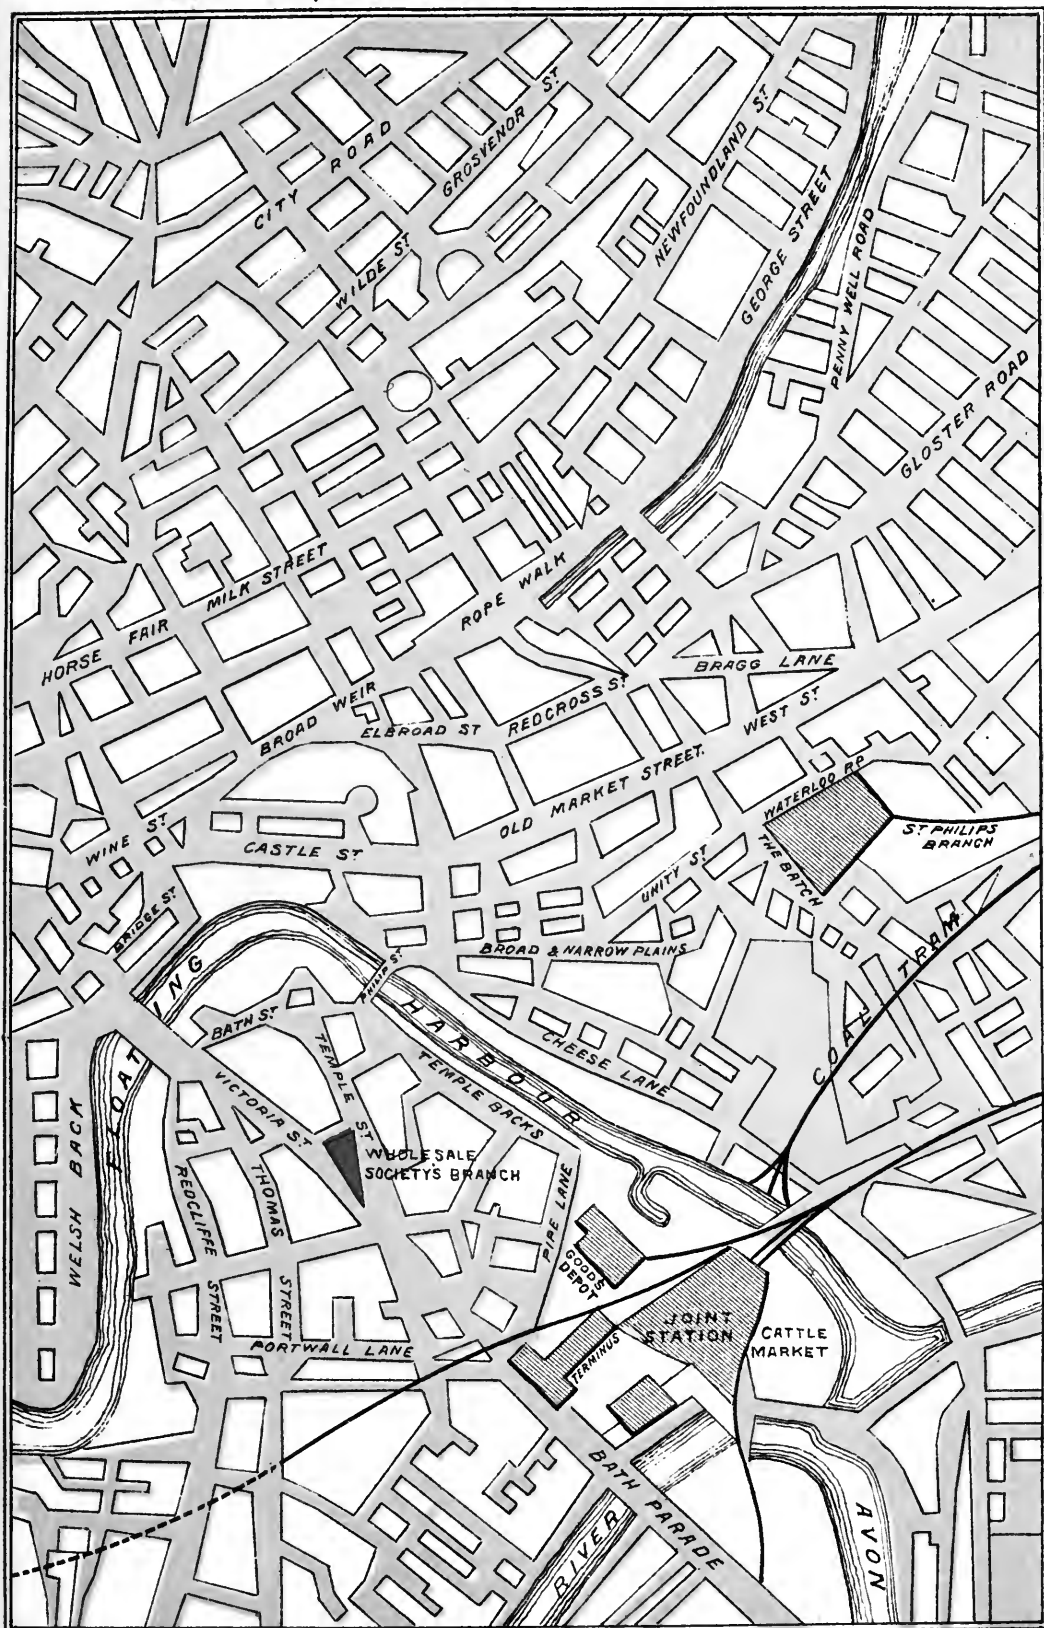 CITY ROAD
GROSVENOR ST
WILDE ST
NEWFOUNDLAND ST
GEORGE STREET
PENNY WELL ROAD
GLOSTER ROAD
MILK STREET
HORSE FAIR
ROPE WALK
BROAD WEIR
ELBROAD ST
REDCROSS ST
BRAGG LANE
WEST ST
OLD MARKET STREET.
WATERLOO RD
THE BATCH
ST PHILIPS
BRANCH
WINE ST
CASTLE ST
UNITY ST
BRIDGE ST
BROAD & NARROW PLAINS
COAL TRAM
PHILIP ST
FLOATING HARBOUR
BATH ST
TEMPLE ST
CHEESE LANE
TEMPLE BACKS
VICTORIA ST
WHOLESALE
SOCIETY'S BRANCH
WELSH BACK
REDCLIFFE STREET
THOMAS STREET
PIPE LANE
GOODS
DEPOT
PORTWALL LANE
TERMINUS
JOINT
STATION
CATTLE
MARKET
BATH PARADE
RIVER AVON